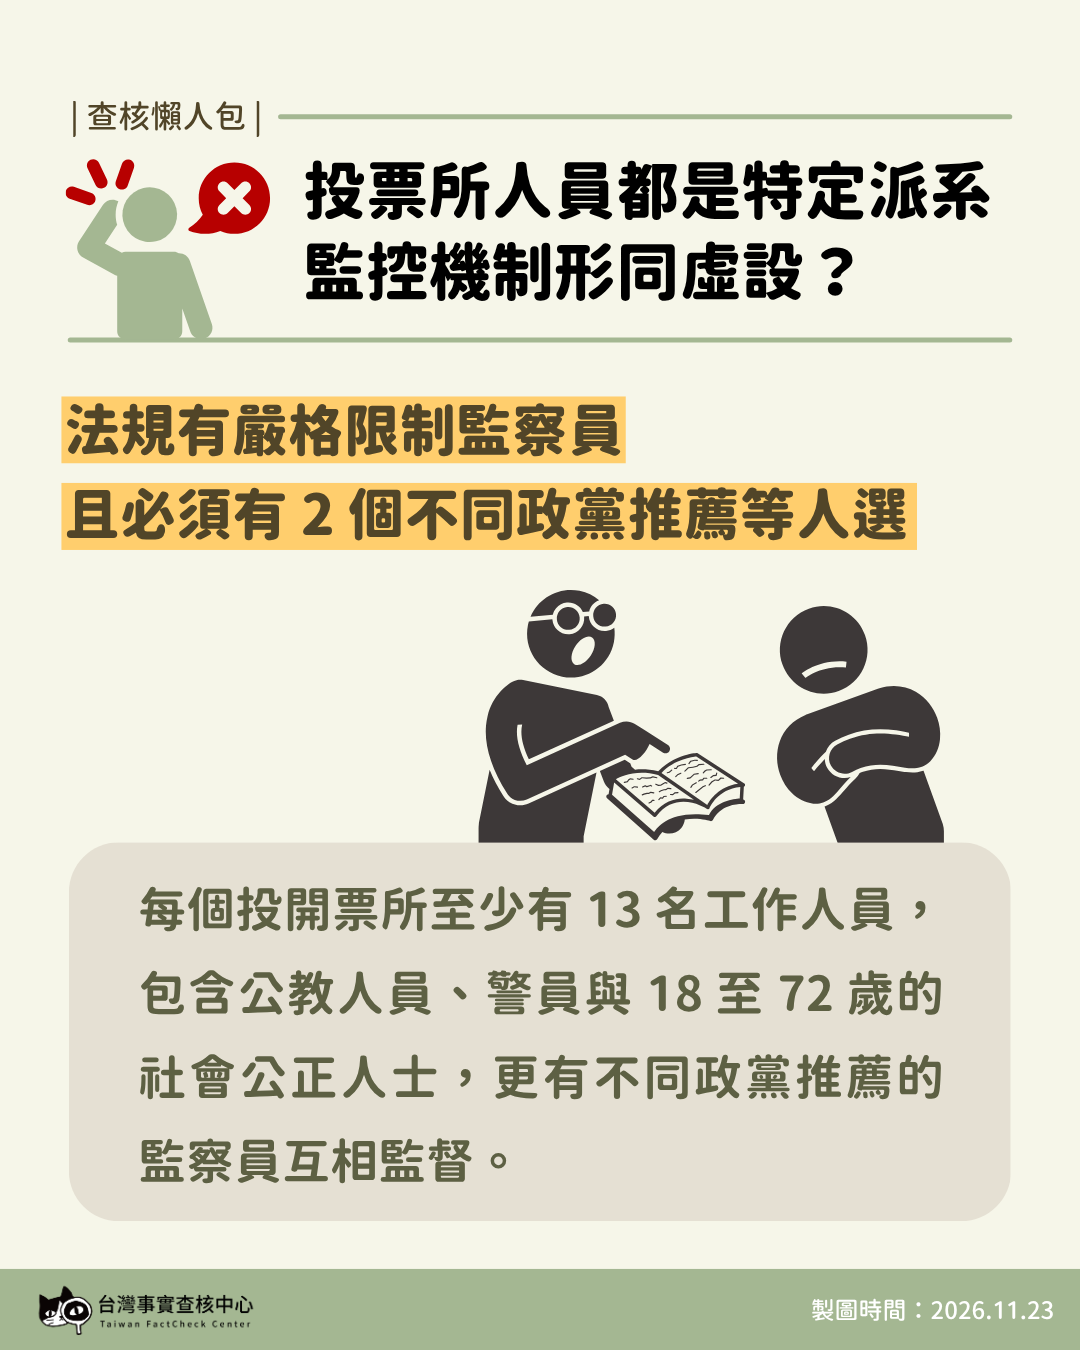 |查核懶人包|
投票所人員都是特定派系
監控機制形同虛設？
法規有嚴格限制監察員
且必須有 2 個不同政黨推薦等人選
每個投開票所至少有 13 名工作人員，
包含公教人員、警員與 18 至 72 歲的
社會公正人士，更有不同政黨推薦的
監察員互相監督。
台灣事實查核中心
Taiwan FactCheck Center
製圖時間：2026.11.23